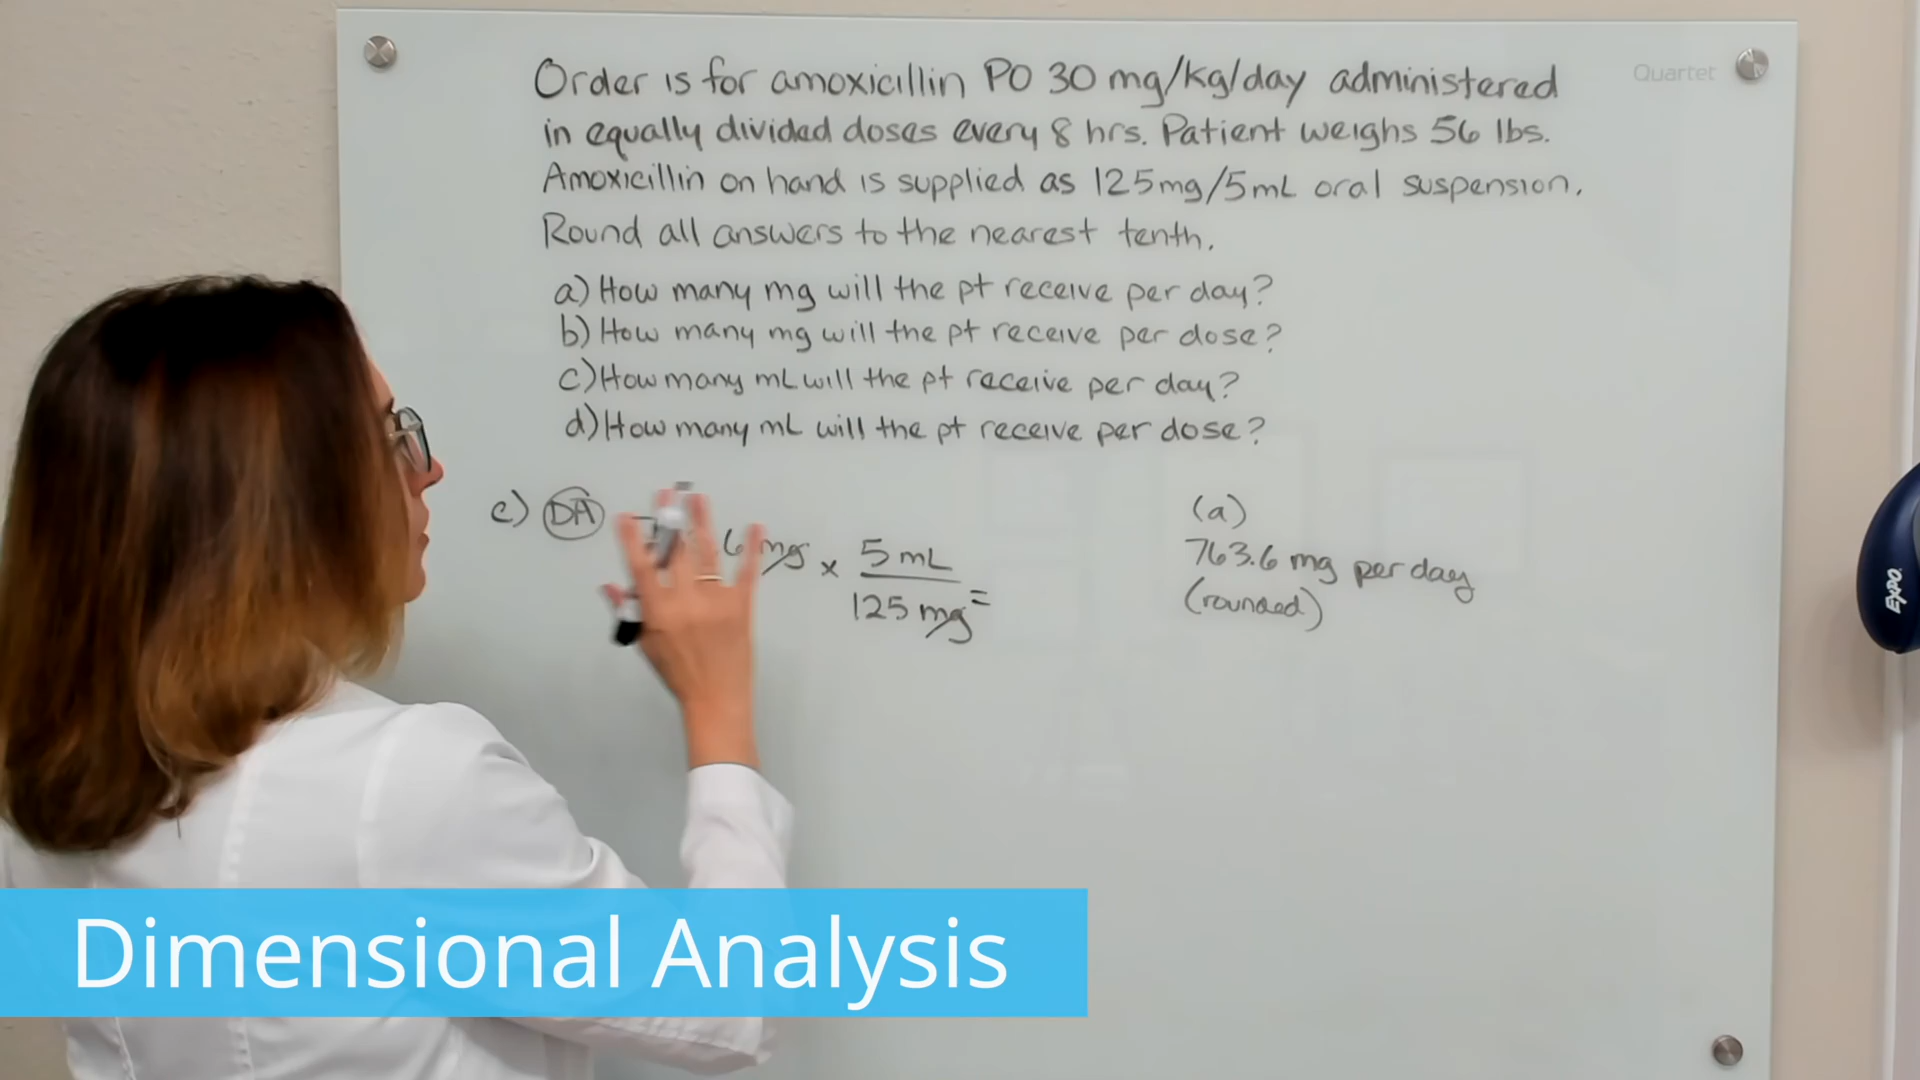 Quartet
Order is for amoxicillin PO 30 mg/kg/day administered
in equally divided doses every 8 hrs. Patient weighs 56 lbs.
Amoxicillin on hand is supplied as 125mg/5mL oral suspension.
Round all answers to the nearest tenth.
a) How many mg will the pt receive per day?
b) How many mg will the pt receive per dose?
c) How many mL will the pt receive per day?
d) How many mL will the pt receive per dose?
c) DA
6 mg x 5 mL
125 mg =
(a)
763.6 mg per day
(rounded)
EXPO
Dimensional Analysis